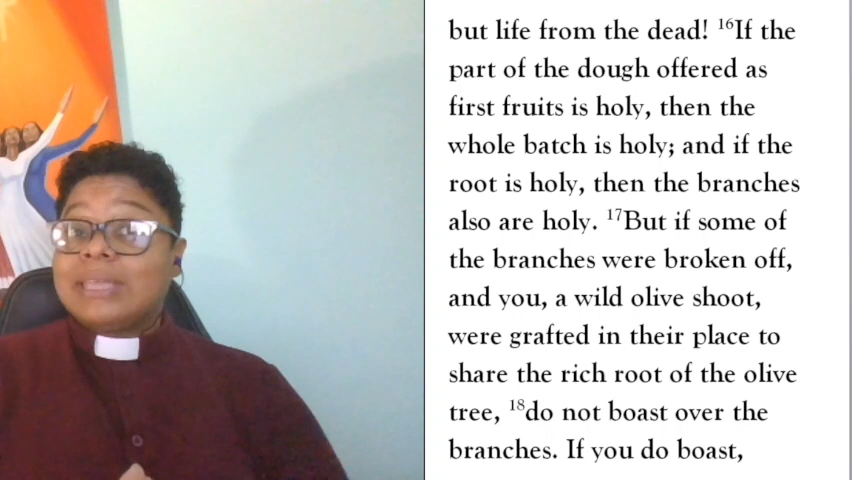 but life from the dead! ¹⁶If the
part of the dough offered as
first fruits is holy, then the
whole batch is holy; and if the
root is holy, then the branches
also are holy. ¹⁷But if some of
the branches were broken off,
and you, a wild olive shoot,
were grafted in their place to
share the rich root of the olive
tree, ¹⁸do not boast over the
branches. If you do boast,